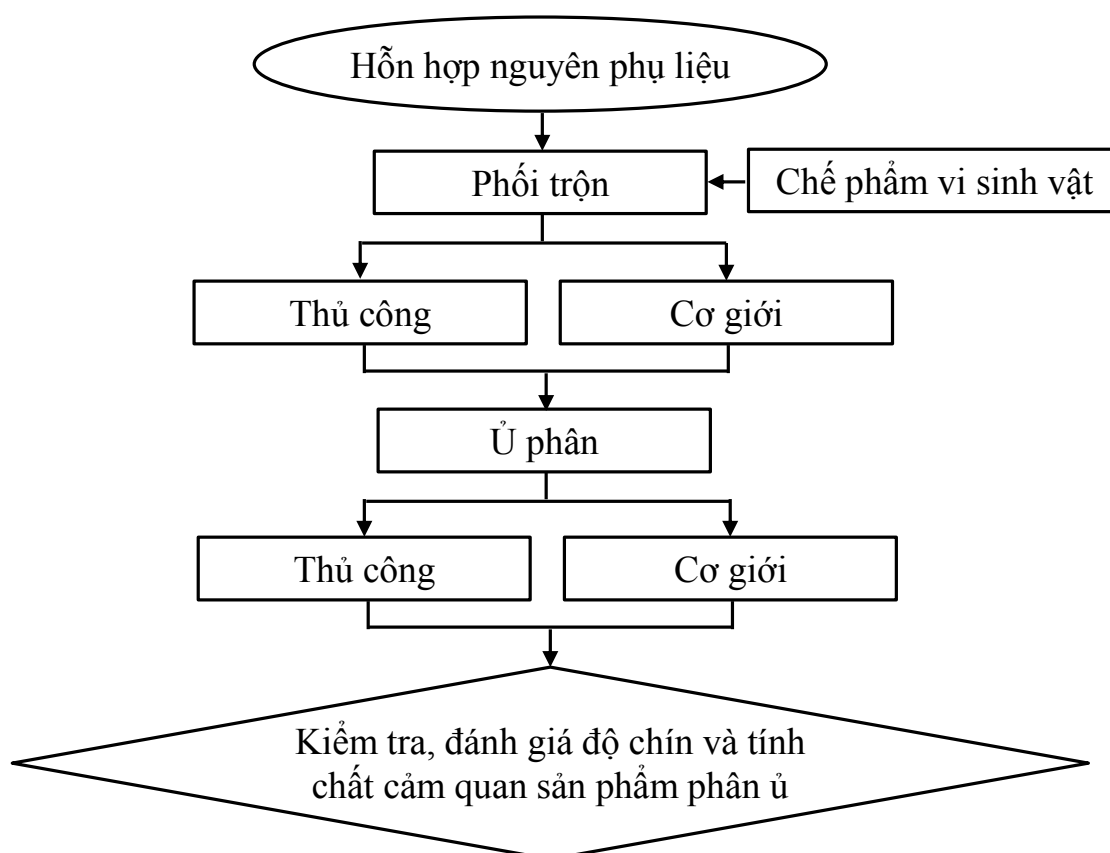 Hỗn hợp nguyên phụ liệu
Phối trộn
Chế phẩm vi sinh vật
Thủ công
Cơ giới
Ủ phân
Thủ công
Cơ giới
Kiểm tra, đánh giá độ chín và tính
chất cảm quan sản phẩm phân ủ